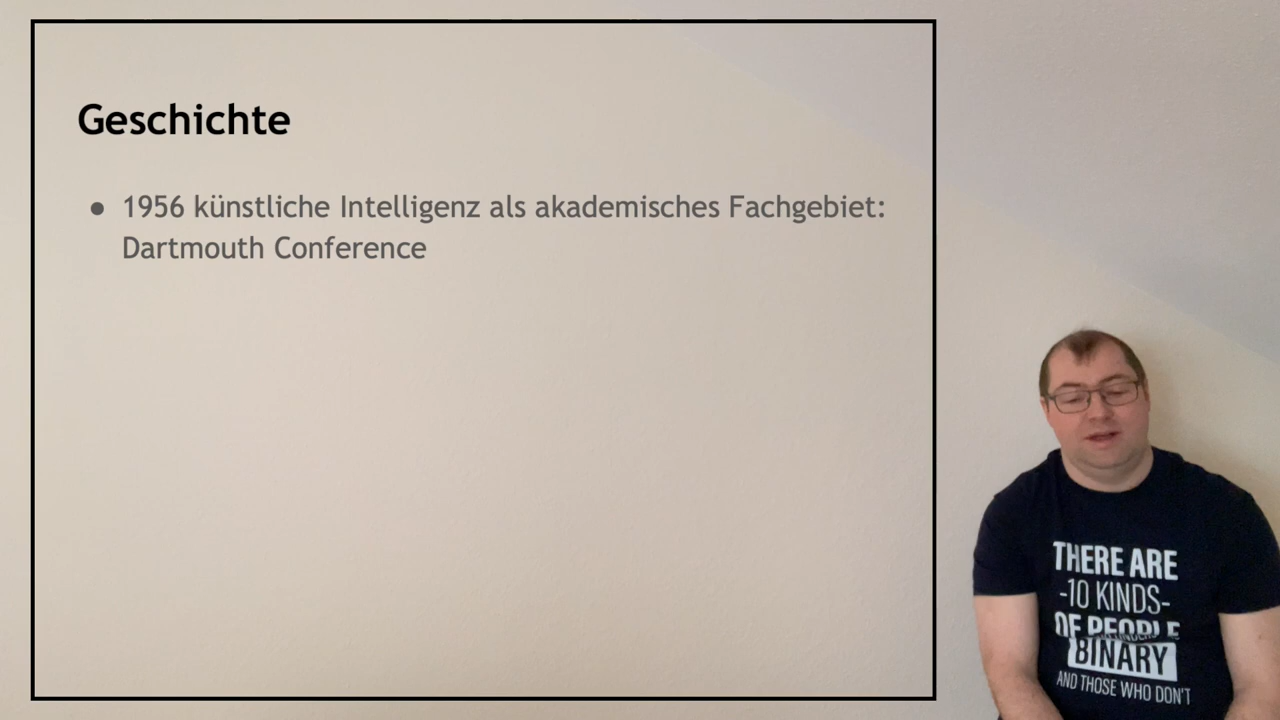 Geschichte
● 1956 künstliche Intelligenz als akademisches Fachgebiet:
Dartmouth Conference
THERE ARE
-10 KINDS-
OF PEOPLE
BINARY
AND THOSE WHO DON'T